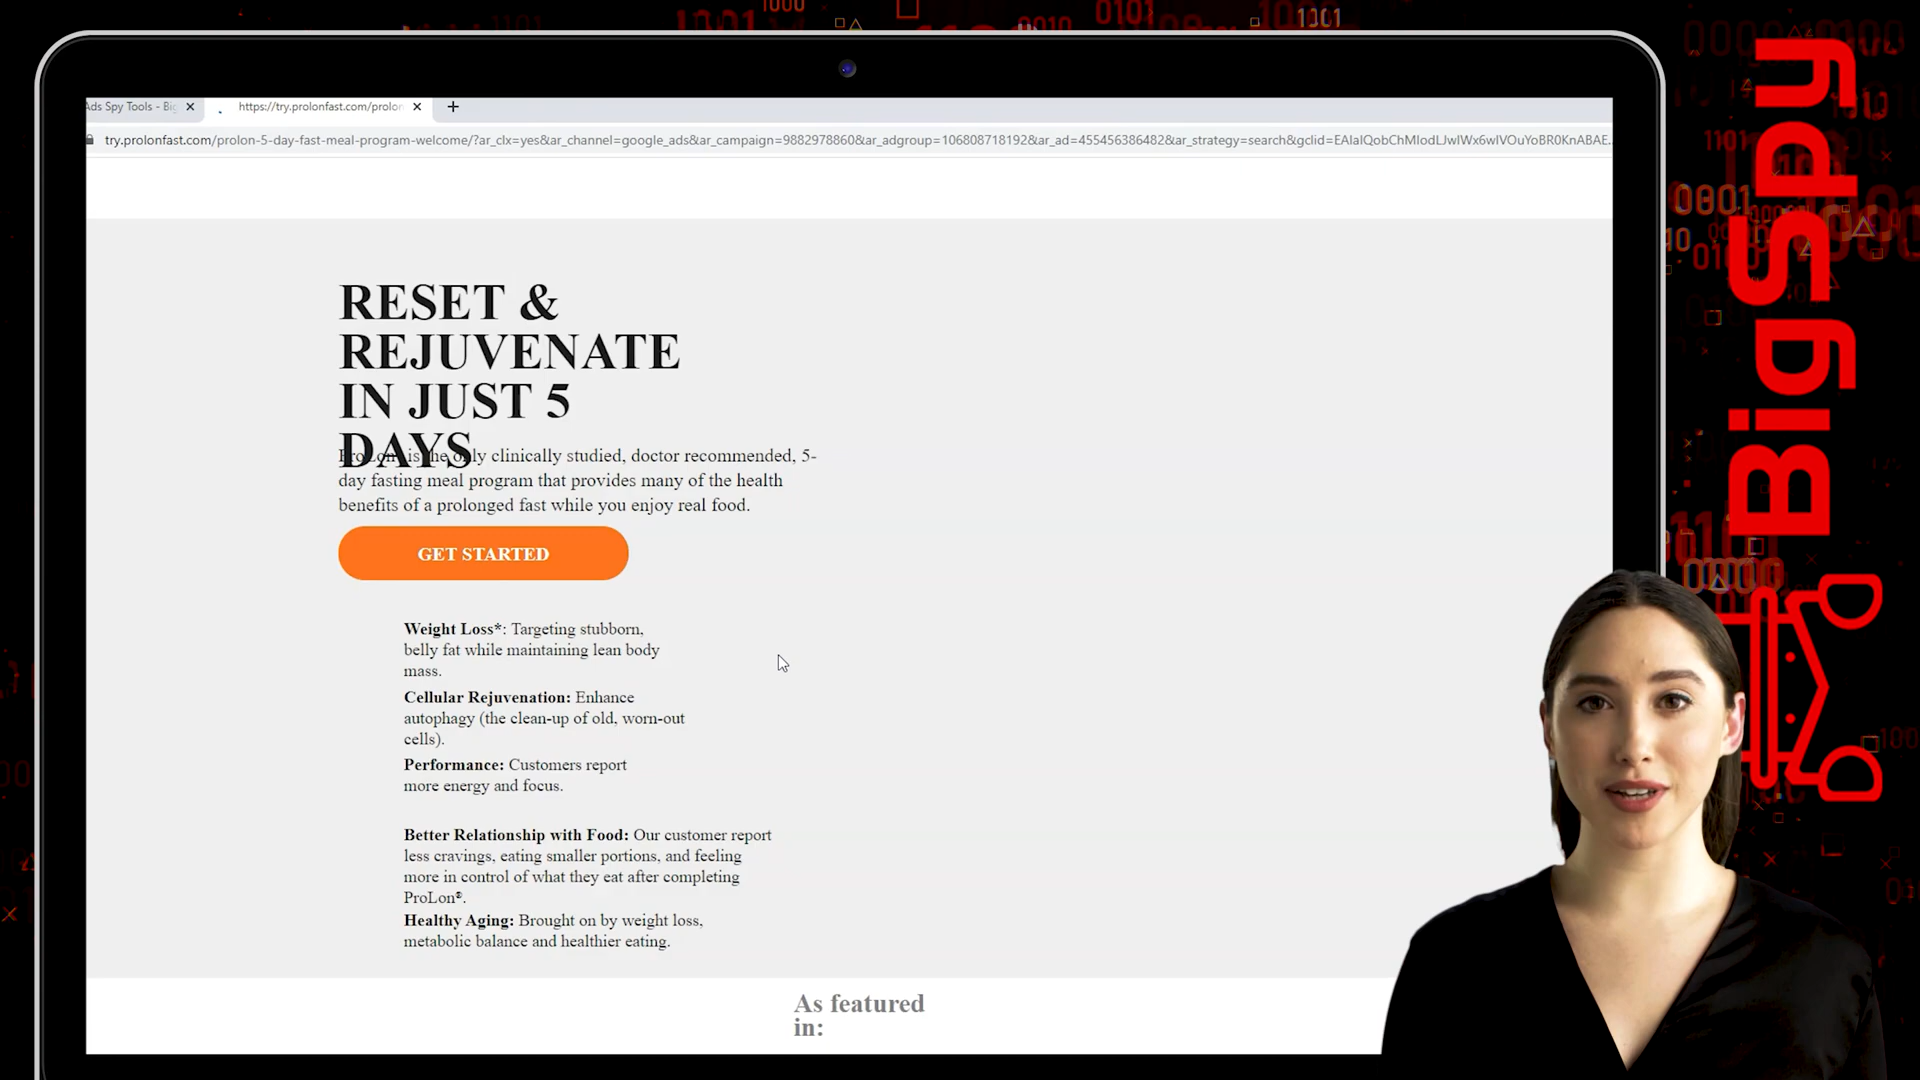 Ads Spy Tools - Big
https://try.prolonfast.com/prolon
try.prolonfast.com/prolon-5-day-fast-meal-program-welcome/?ar_clx=yes&ar_channel=google_ads&ar_campaign=9882978860&ar_adgroup=106808718192&ar_ad=455456386482&ar_strategy=search&gclid=
RESET &
REJUVENATE
IN JUST 5
DAYS
ProLon is the only clinically studied, doctor recommended, 5-
day fasting meal program that provides many of the health
benefits of a prolonged fast while you enjoy real food.
GET STARTED
Weight Loss*: Targeting stubborn,
belly fat while maintaining lean body
mass.
Cellular Rejuvenation: Enhance
autophagy (the clean-up of old, worn-out
cells).
Performance: Customers report
more energy and focus.
Better Relationship with Food: Our customer report
less cravings, eating smaller portions, and feeling
more in control of what they eat after completing
ProLon®.
Healthy Aging: Brought on by weight loss,
metabolic balance and healthier eating.
As featured
in:
BigSpy